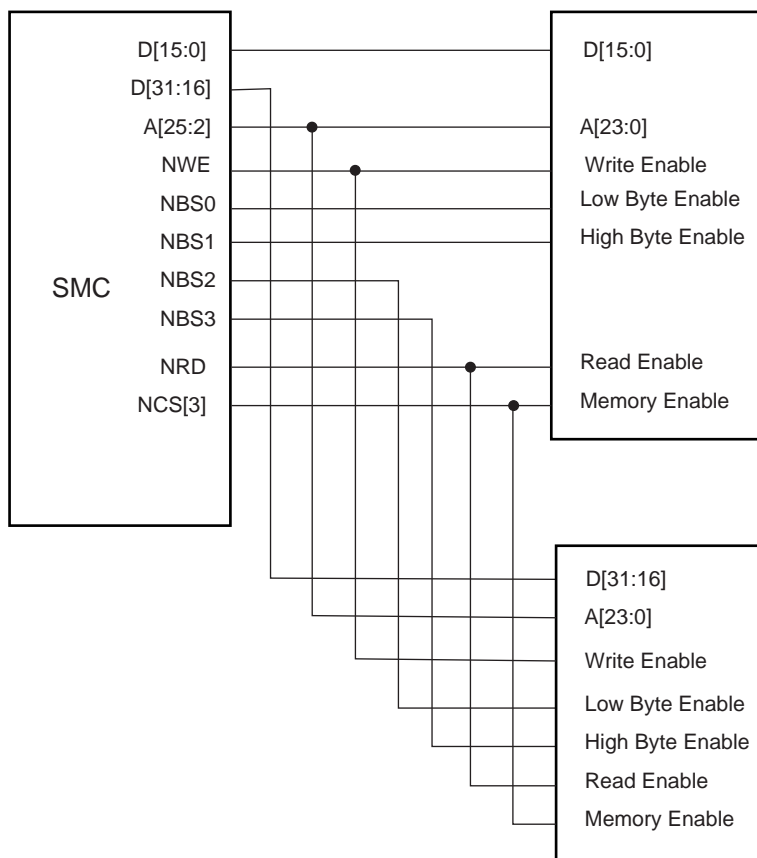 D[15:0]
D[31:16]
A[25:2]
NWE
NBS0
NBS1
NBS2
NBS3
NRD
NCS[3]
SMC
D[15:0]
A[23:0]
Write Enable
Low Byte Enable
High Byte Enable
Read Enable
Memory Enable
D[31:16]
A[23:0]
Write Enable
Low Byte Enable
High Byte Enable
Read Enable
Memory Enable